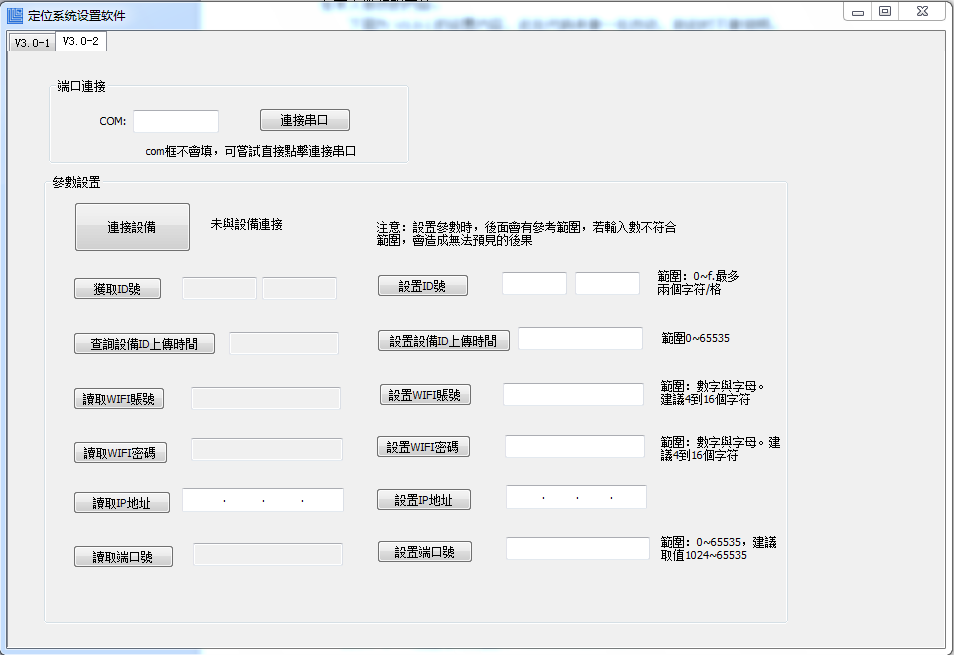 定位系统设置软件
V3.0-1
V3.0-2
端口連接
COM:
連接串口
com框不會填，可嘗試直接點擊連接串口
參數設置
連接設備
未與設備連接
注意：設置參數時，後面會有參考範圍，若輸入數不符合
範圍，會造成無法預見的後果
獲取ID號
設置ID號
範圍：0~f.最多
兩個字符/格
查詢設備ID上傳時間
設置設備ID上傳時間
範圍0~65535
讀取WIFI賬號
設置WIFI賬號
範圍：數字與字母。
建議4到16個字符
讀取WIFI密碼
設置WIFI密碼
範圍：數字與字母。建
議4到16個字符
讀取IP地址
. . .
設置IP地址
. . .
讀取端口號
設置端口號
範圍：0~65535，建議
取值1024~65535